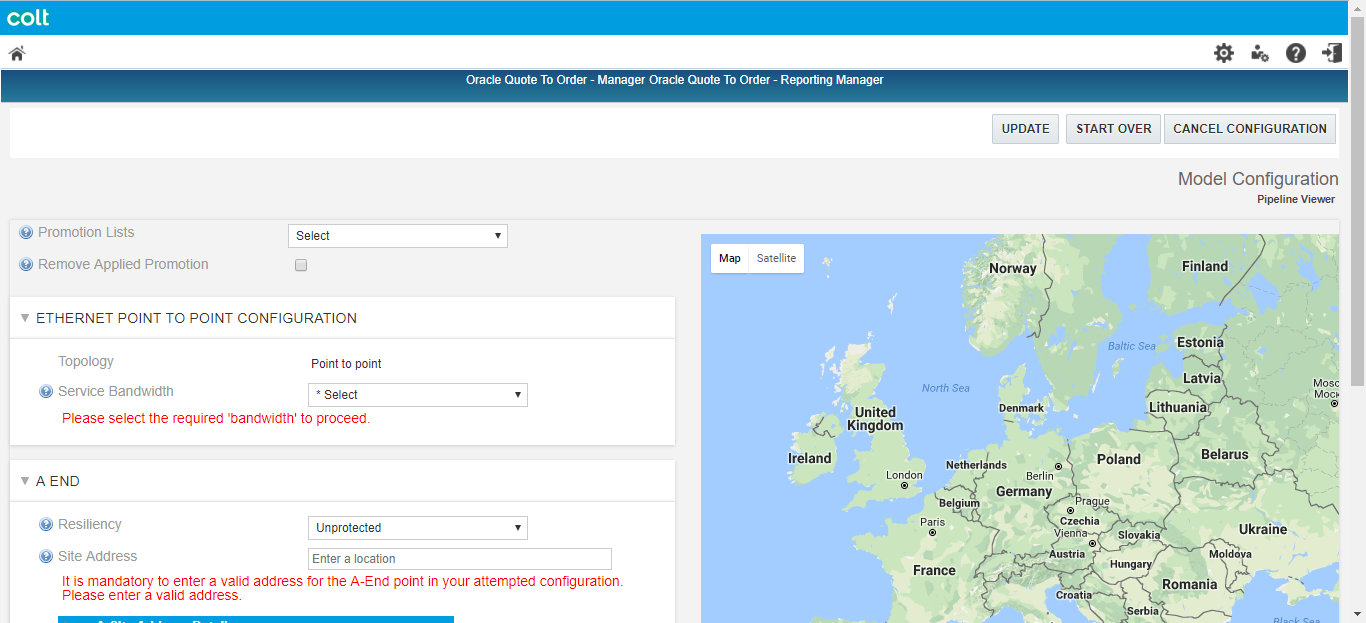 colt
Oracle Quote To Order - Manager Oracle Quote To Order - Reporting Manager
UPDATE START OVER CANCEL CONFIGURATION
Model Configuration
Pipeline Viewer
Promotion Lists
Select
Remove Applied Promotion
ETHERNET POINT TO POINT CONFIGURATION
Topology
Point to point
Service Bandwidth
* Select
Please select the required 'bandwidth' to proceed.
A END
Resiliency
Unprotected
Site Address
Enter a location
It is mandatory to enter a valid address for the A-End point in your attempted configuration.
Please enter a valid address.
Map Satellite
Norway
Finland
Baltic Sea
Estonia
Latvia
North Sea
Denmark
Lithuania
United
Kingdom
Ireland
London
Netherlands
Berlin
Poland
Belarus
Belgium
Germany
Prague
Paris
Czechia
Vienna
Slovakia
Ukraine
Austria
Hungary
Moldova
France
Romania
Croatia
Serbia
Black Sea